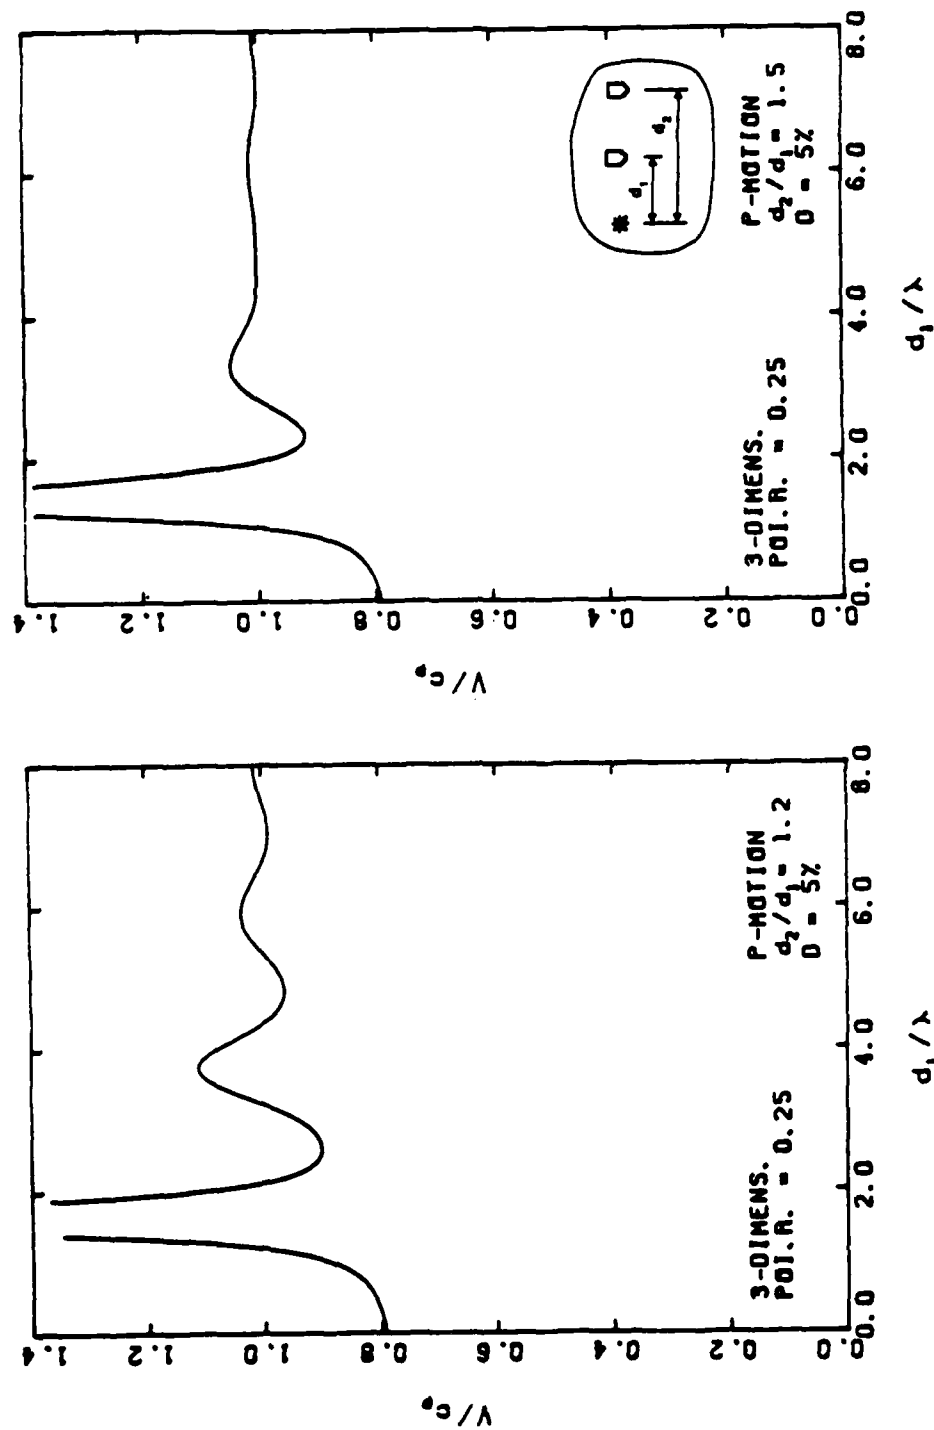 V/cₚ
1.4
1.2
1.0
0.8
0.6
0.4
0.2
0.0
0.0
2.0
4.0
6.0
8.0
d₁/λ
3-DIMENS.
POI.R. = 0.25
P-MOTION
d₂/d₁ = 1.2
D = 5%
V/cₚ
1.4
1.2
1.0
0.8
0.6
0.4
0.2
0.0
0.0
2.0
4.0
6.0
8.0
d₁/λ
3-DIMENS.
POI.R. = 0.25
P-MOTION
d₂/d₁ = 1.5
D = 5%
d₁
d₂